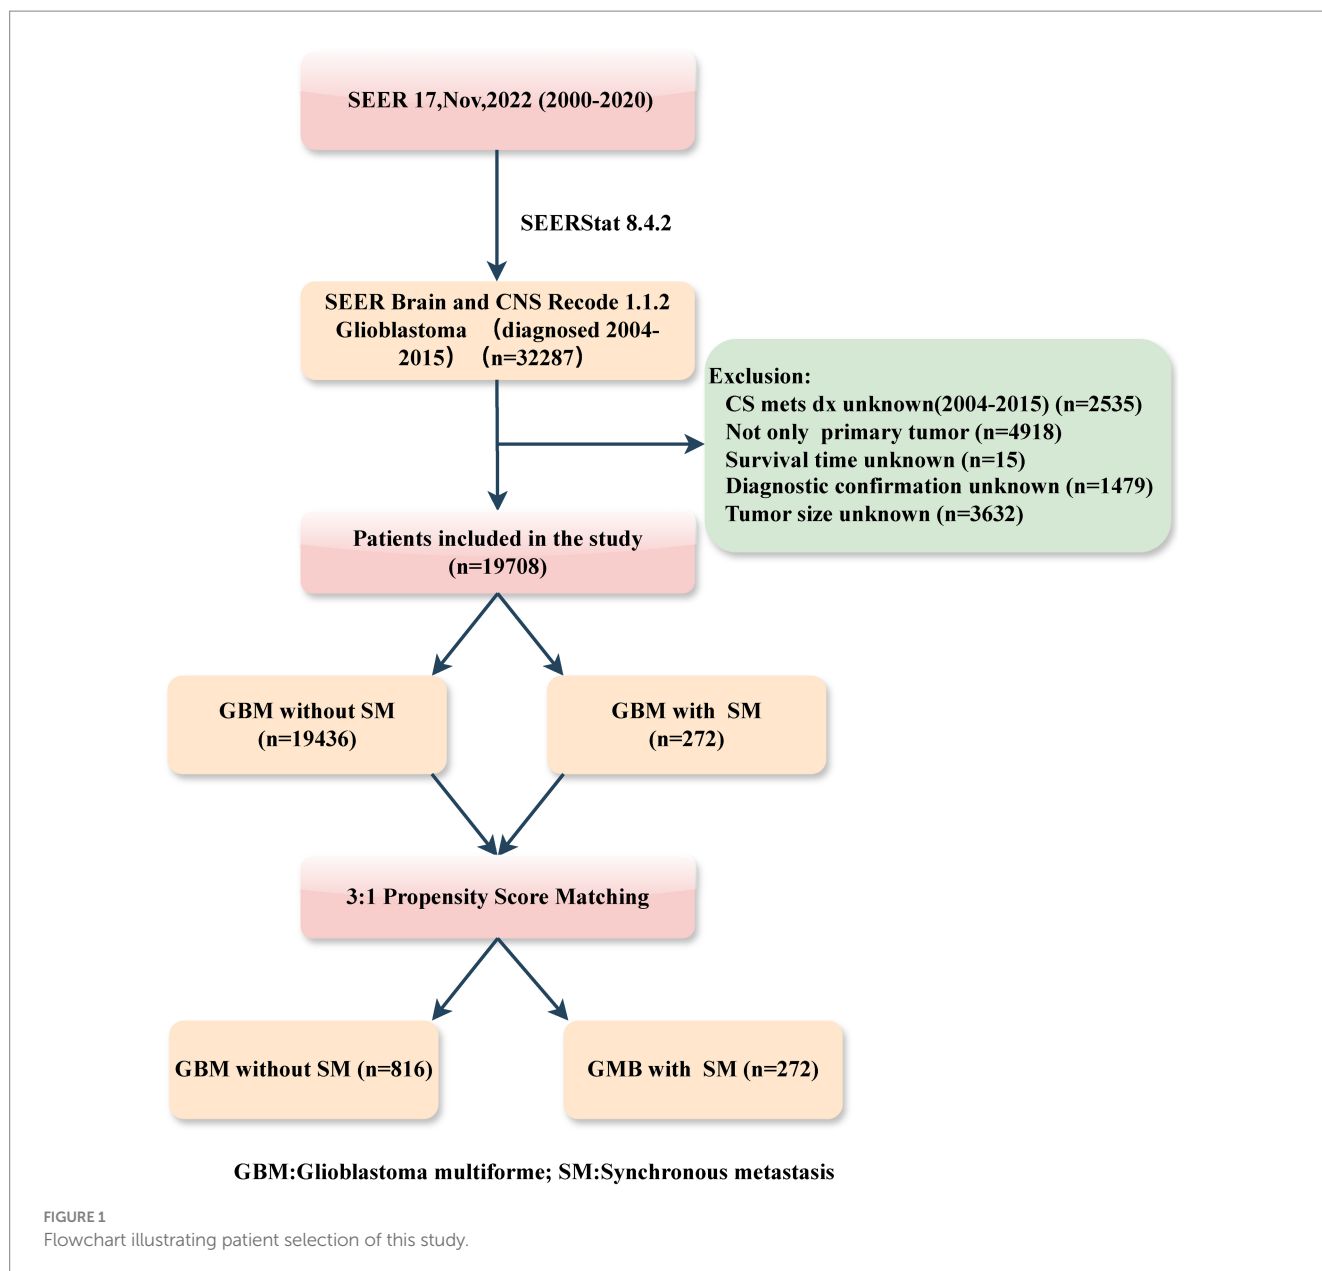 SEER 17,Nov,2022 (2000-2020)
SEERStat 8.4.2
SEER Brain and CNS Recode 1.1.2
Glioblastoma （diagnosed 2004-
2015） （n=32287）
Exclusion:
CS mets dx unknown(2004-2015) (n=2535)
Not only primary tumor (n=4918)
Survival time unknown (n=15)
Diagnostic confirmation unknown (n=1479)
Tumor size unknown (n=3632)
Patients included in the study
(n=19708)
GBM without SM
(n=19436)
GBM with SM
(n=272)
3:1 Propensity Score Matching
GBM without SM (n=816)
GMB with SM (n=272)
GBM:Glioblastoma multiforme; SM:Synchronous metastasis
FIGURE 1
Flowchart illustrating patient selection of this study.